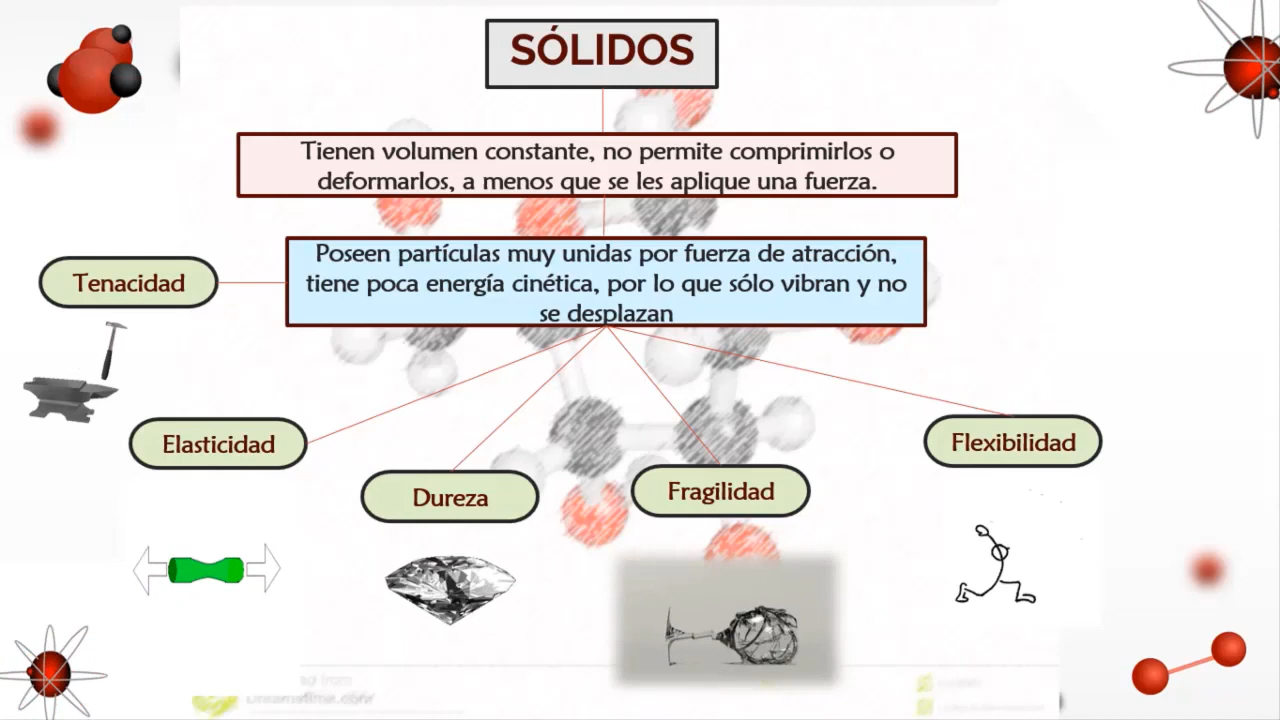 SÓLIDOS
Tienen volumen constante, no permite comprimirlos o
deformarlos, a menos que se les aplique una fuerza.
Poseen partículas muy unidas por fuerza de atracción,
tiene poca energía cinética, por lo que sólo vibran y no
se desplazan
Tenacidad
Elasticidad
Dureza
Fragilidad
Flexibilidad